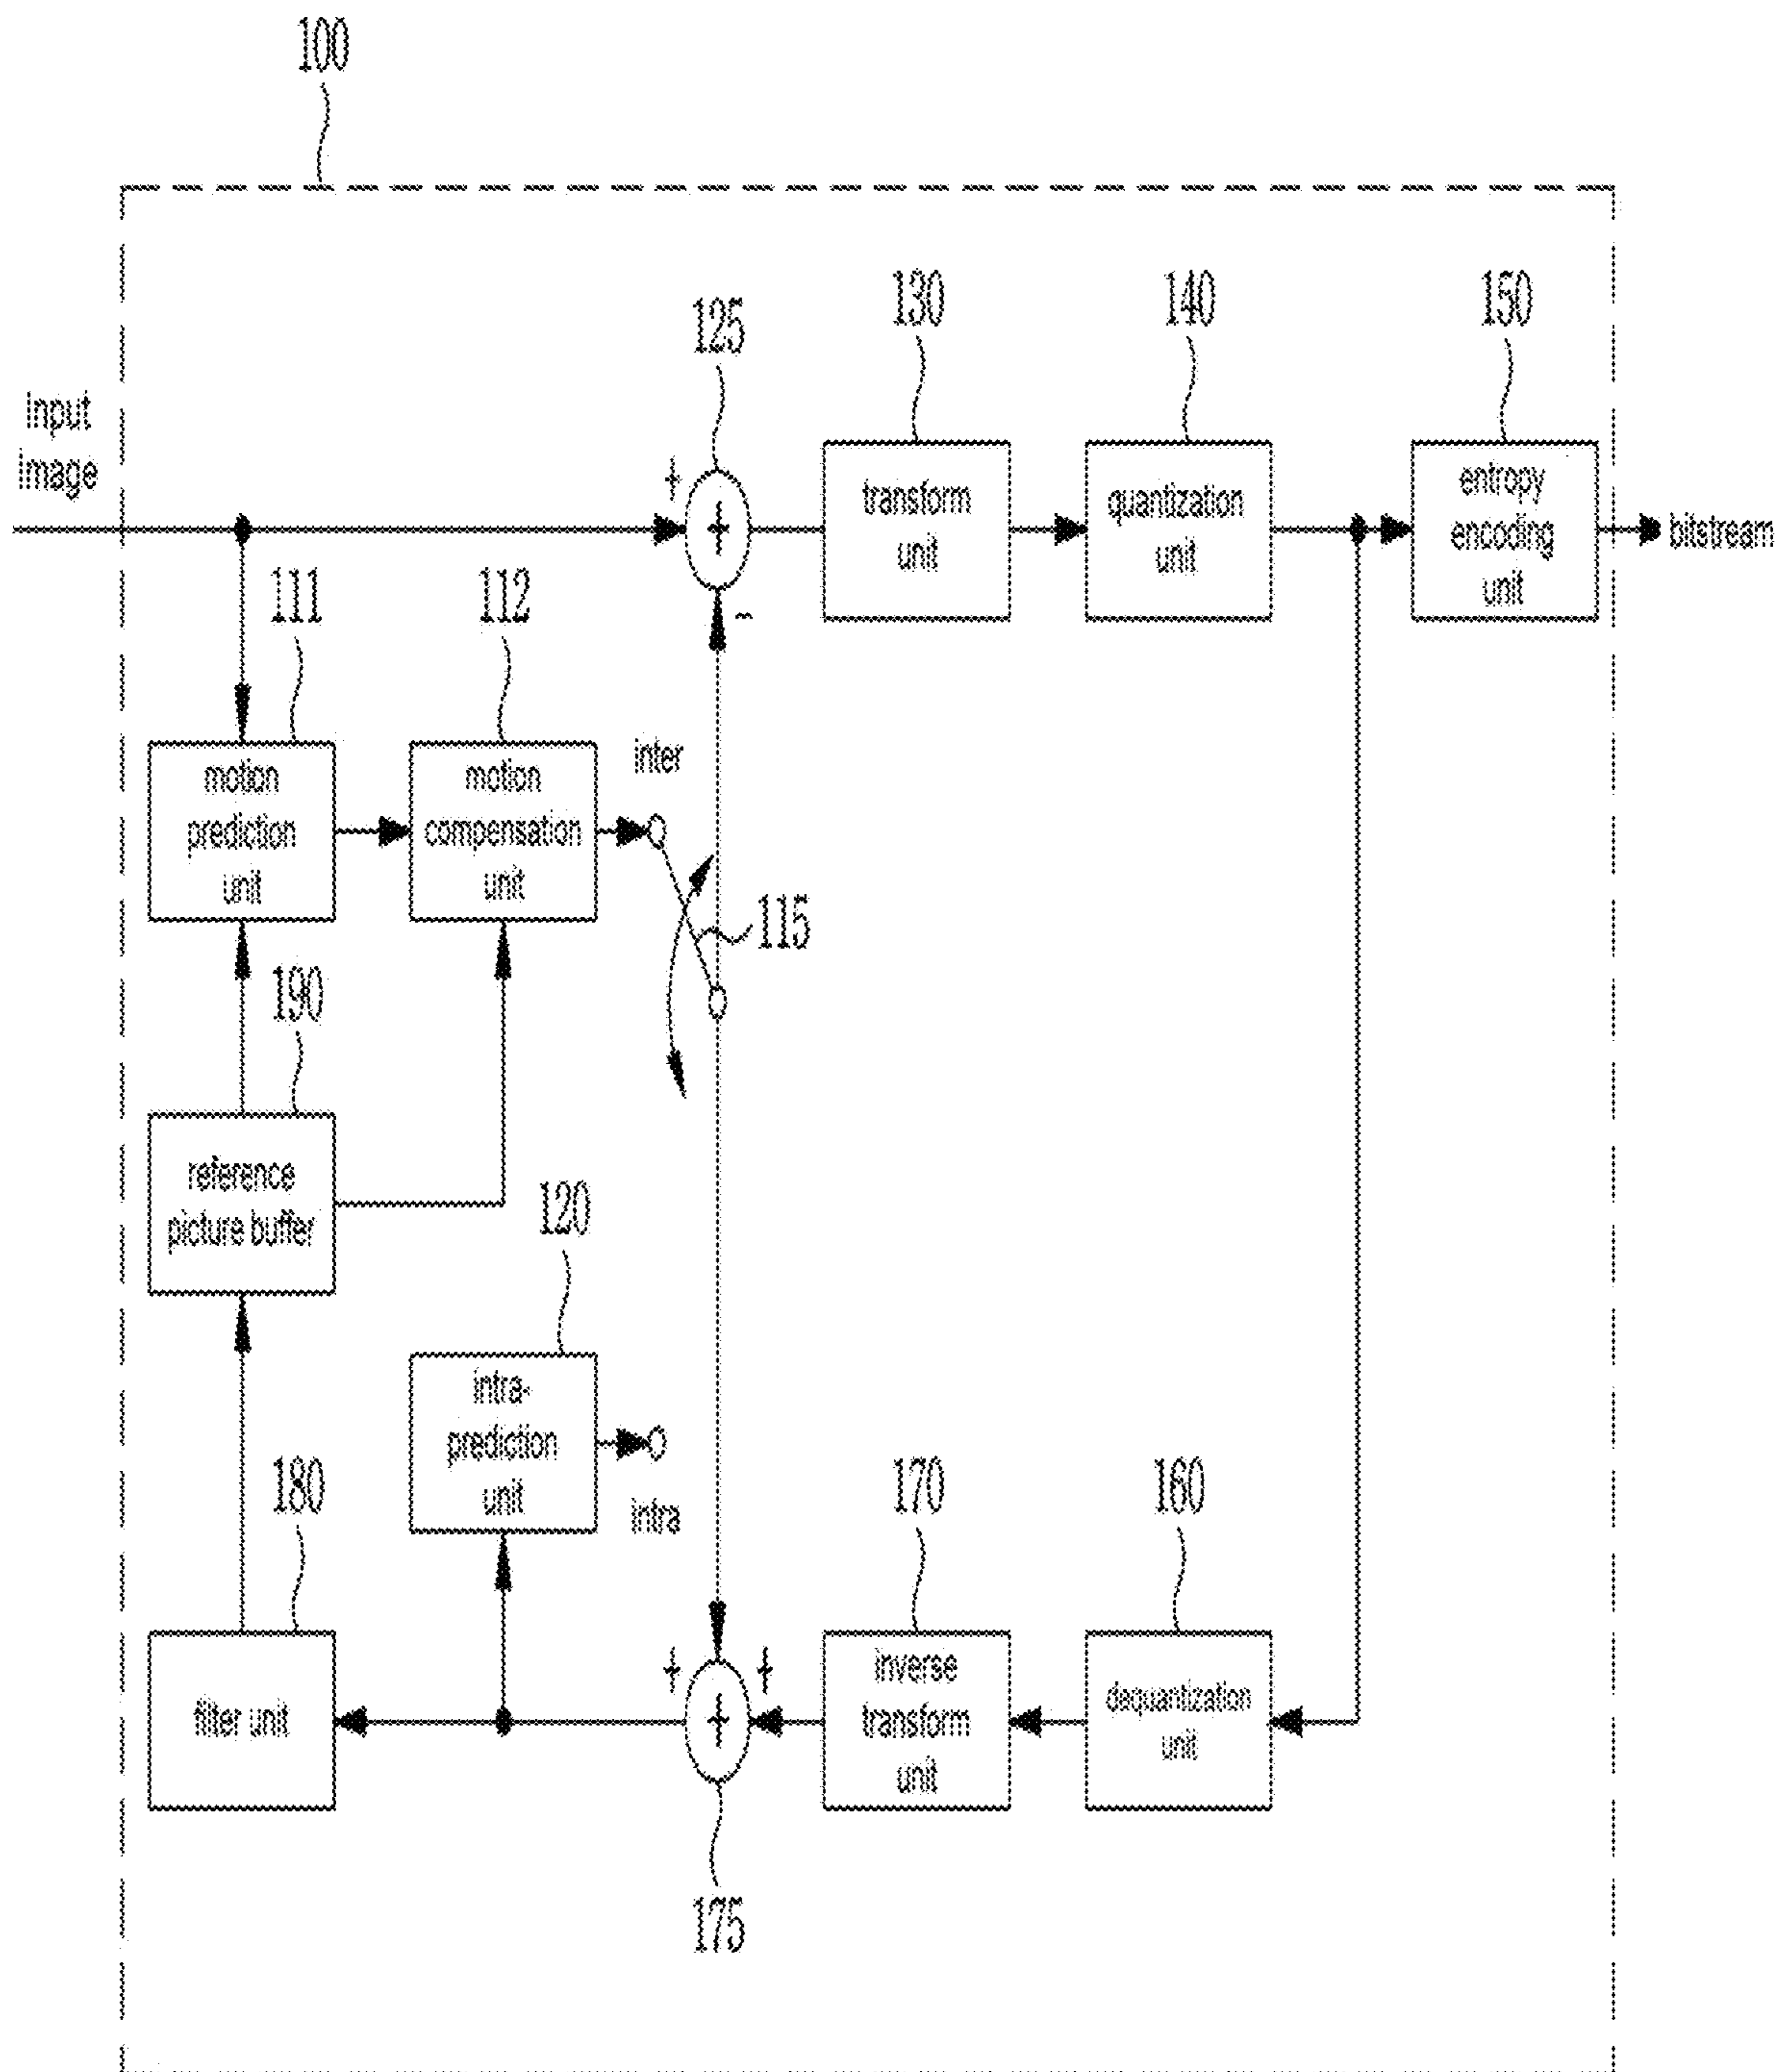 100
125
130
140
150
input
image
+
+
transform
unit
quantization
unit
entropy
encoding
unit
bitstream
-
111
112
motion
prediction
unit
motion
compensation
unit
inter
115
190
reference
picture buffer
120
intra-
prediction
unit
intra
180
170
160
filter unit
+
+
+
inverse
transform
unit
dequantization
unit
175